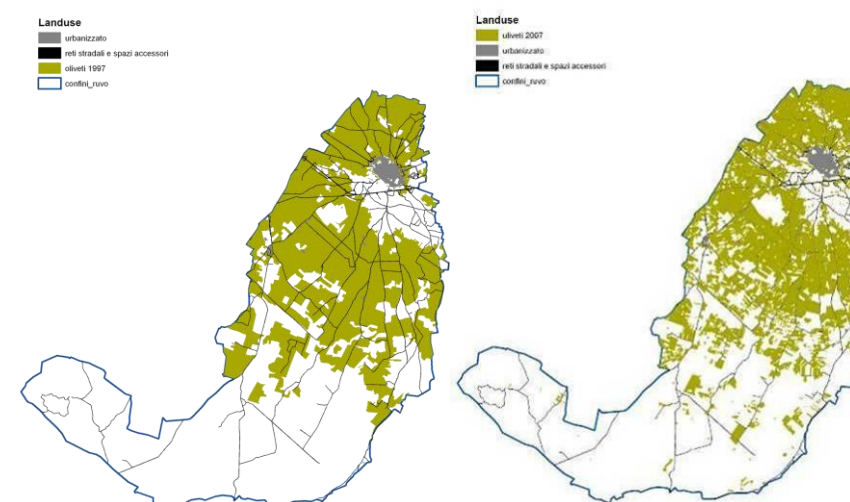 Landuse
urbanizzato
reti stradali e spazi accessori
oliveti 1997
confini_ruvo
Landuse
uliveti 2007
urbanizzato
reti stradali e spazi accessori
confini_ruvo